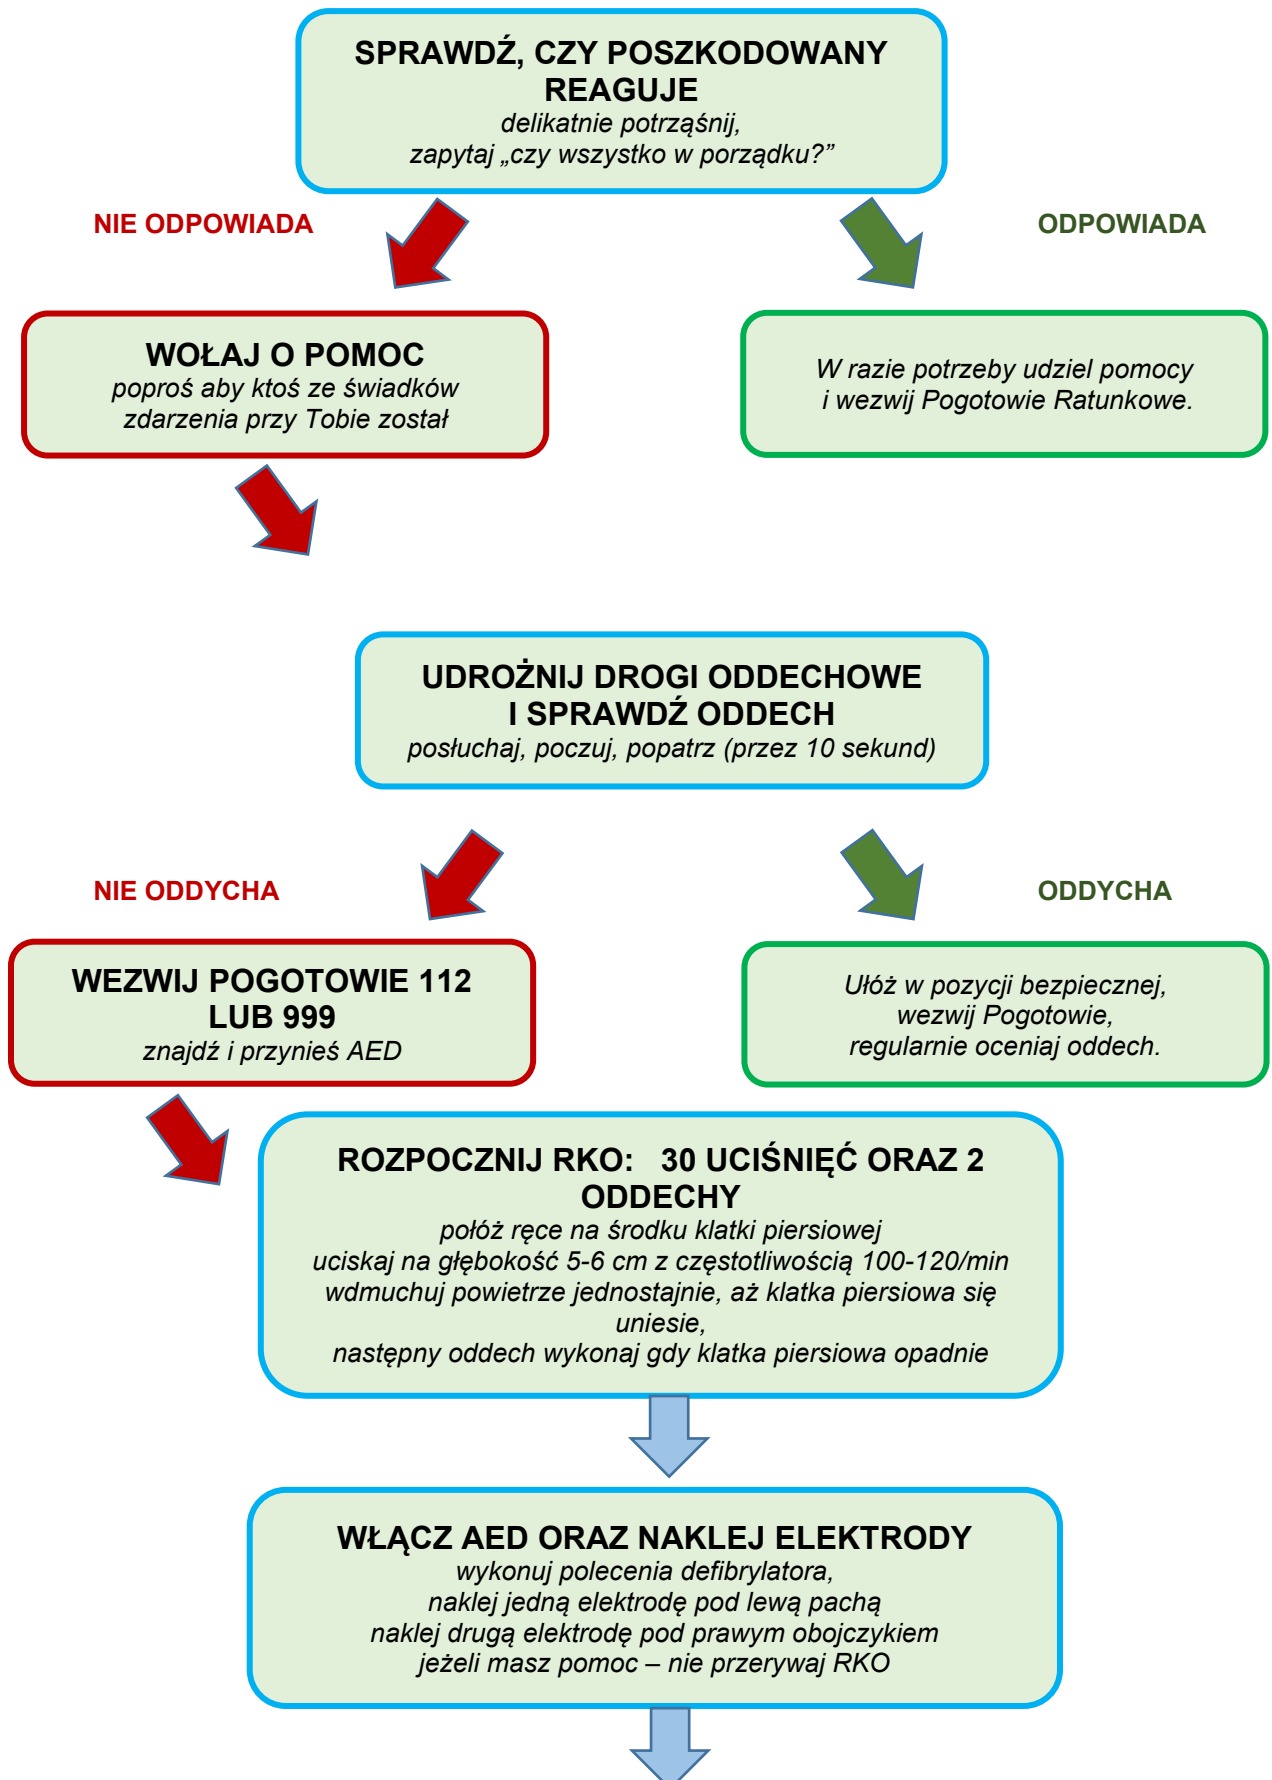 SPRAWDŹ, CZY POSZKODOWANY
REAGUJE
delikatnie potrząśnij,
zapytaj „czy wszystko w porządku?”
NIE ODPOWIADA
ODPOWIADA
WOŁAJ O POMOC
poproś aby ktoś ze świadków
zdarzenia przy Tobie został
W razie potrzeby udziel pomocy
i wezwij Pogotowie Ratunkowe.
UDROŻNIJ DROGI ODDECHOWE
I SPRAWDŹ ODDECH
posłuchaj, poczuj, popatrz (przez 10 sekund)
NIE ODDYCHA
ODDYCHA
WEZWIJ POGOTOWIE 112
LUB 999
znajdź i przynieś AED
Ułóż w pozycji bezpiecznej,
wezwij Pogotowie,
regularnie oceniaj oddech.
ROZPOCZNIJ RKO: 30 UCIŚNIĘĆ ORAZ 2
ODDECHY
połóż ręce na środku klatki piersiowej
uciskaj na głębokość 5-6 cm z częstotliwością 100-120/min
wdmuchuj powietrze jednostajnie, aż klatka piersiowa się
uniesie,
następny oddech wykonaj gdy klatka piersiowa opadnie
WŁĄCZ AED ORAZ NAKLEJ ELEKTRODY
wykonuj polecenia defibrylatora,
naklej jedną elektrodę pod lewą pachą
naklej drugą elektrodę pod prawym obojczykiem
jeżeli masz pomoc – nie przerywaj RKO